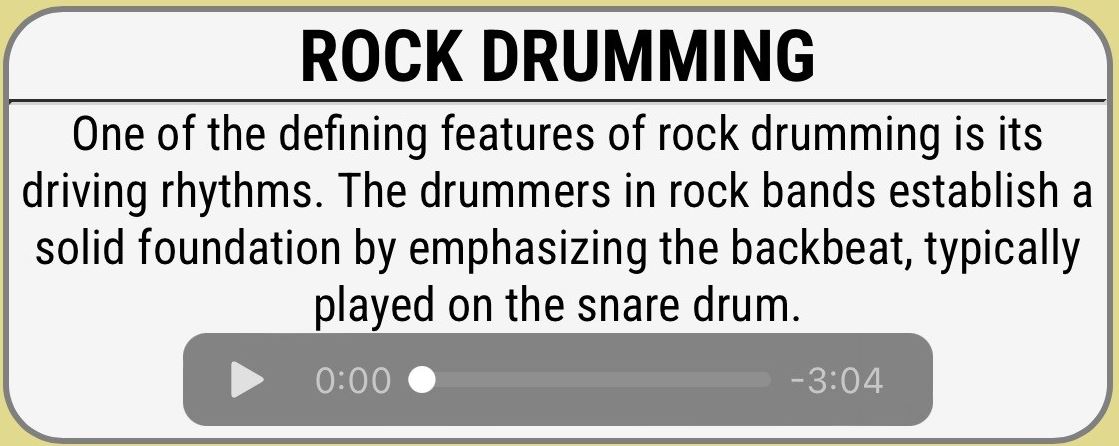 ROCK DRUMMING
One of the defining features of rock drumming is its
driving rhythms. The drummers in rock bands establish a
solid foundation by emphasizing the backbeat, typically
played on the snare drum.
0:00 -3:04